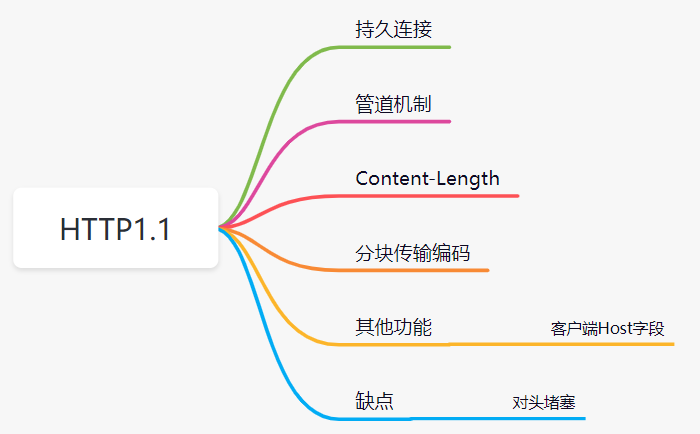 持久连接
管道机制
Content-Length
HTTP1.1
分块传输编码
其他功能
客户端Host字段
缺点
对头堵塞